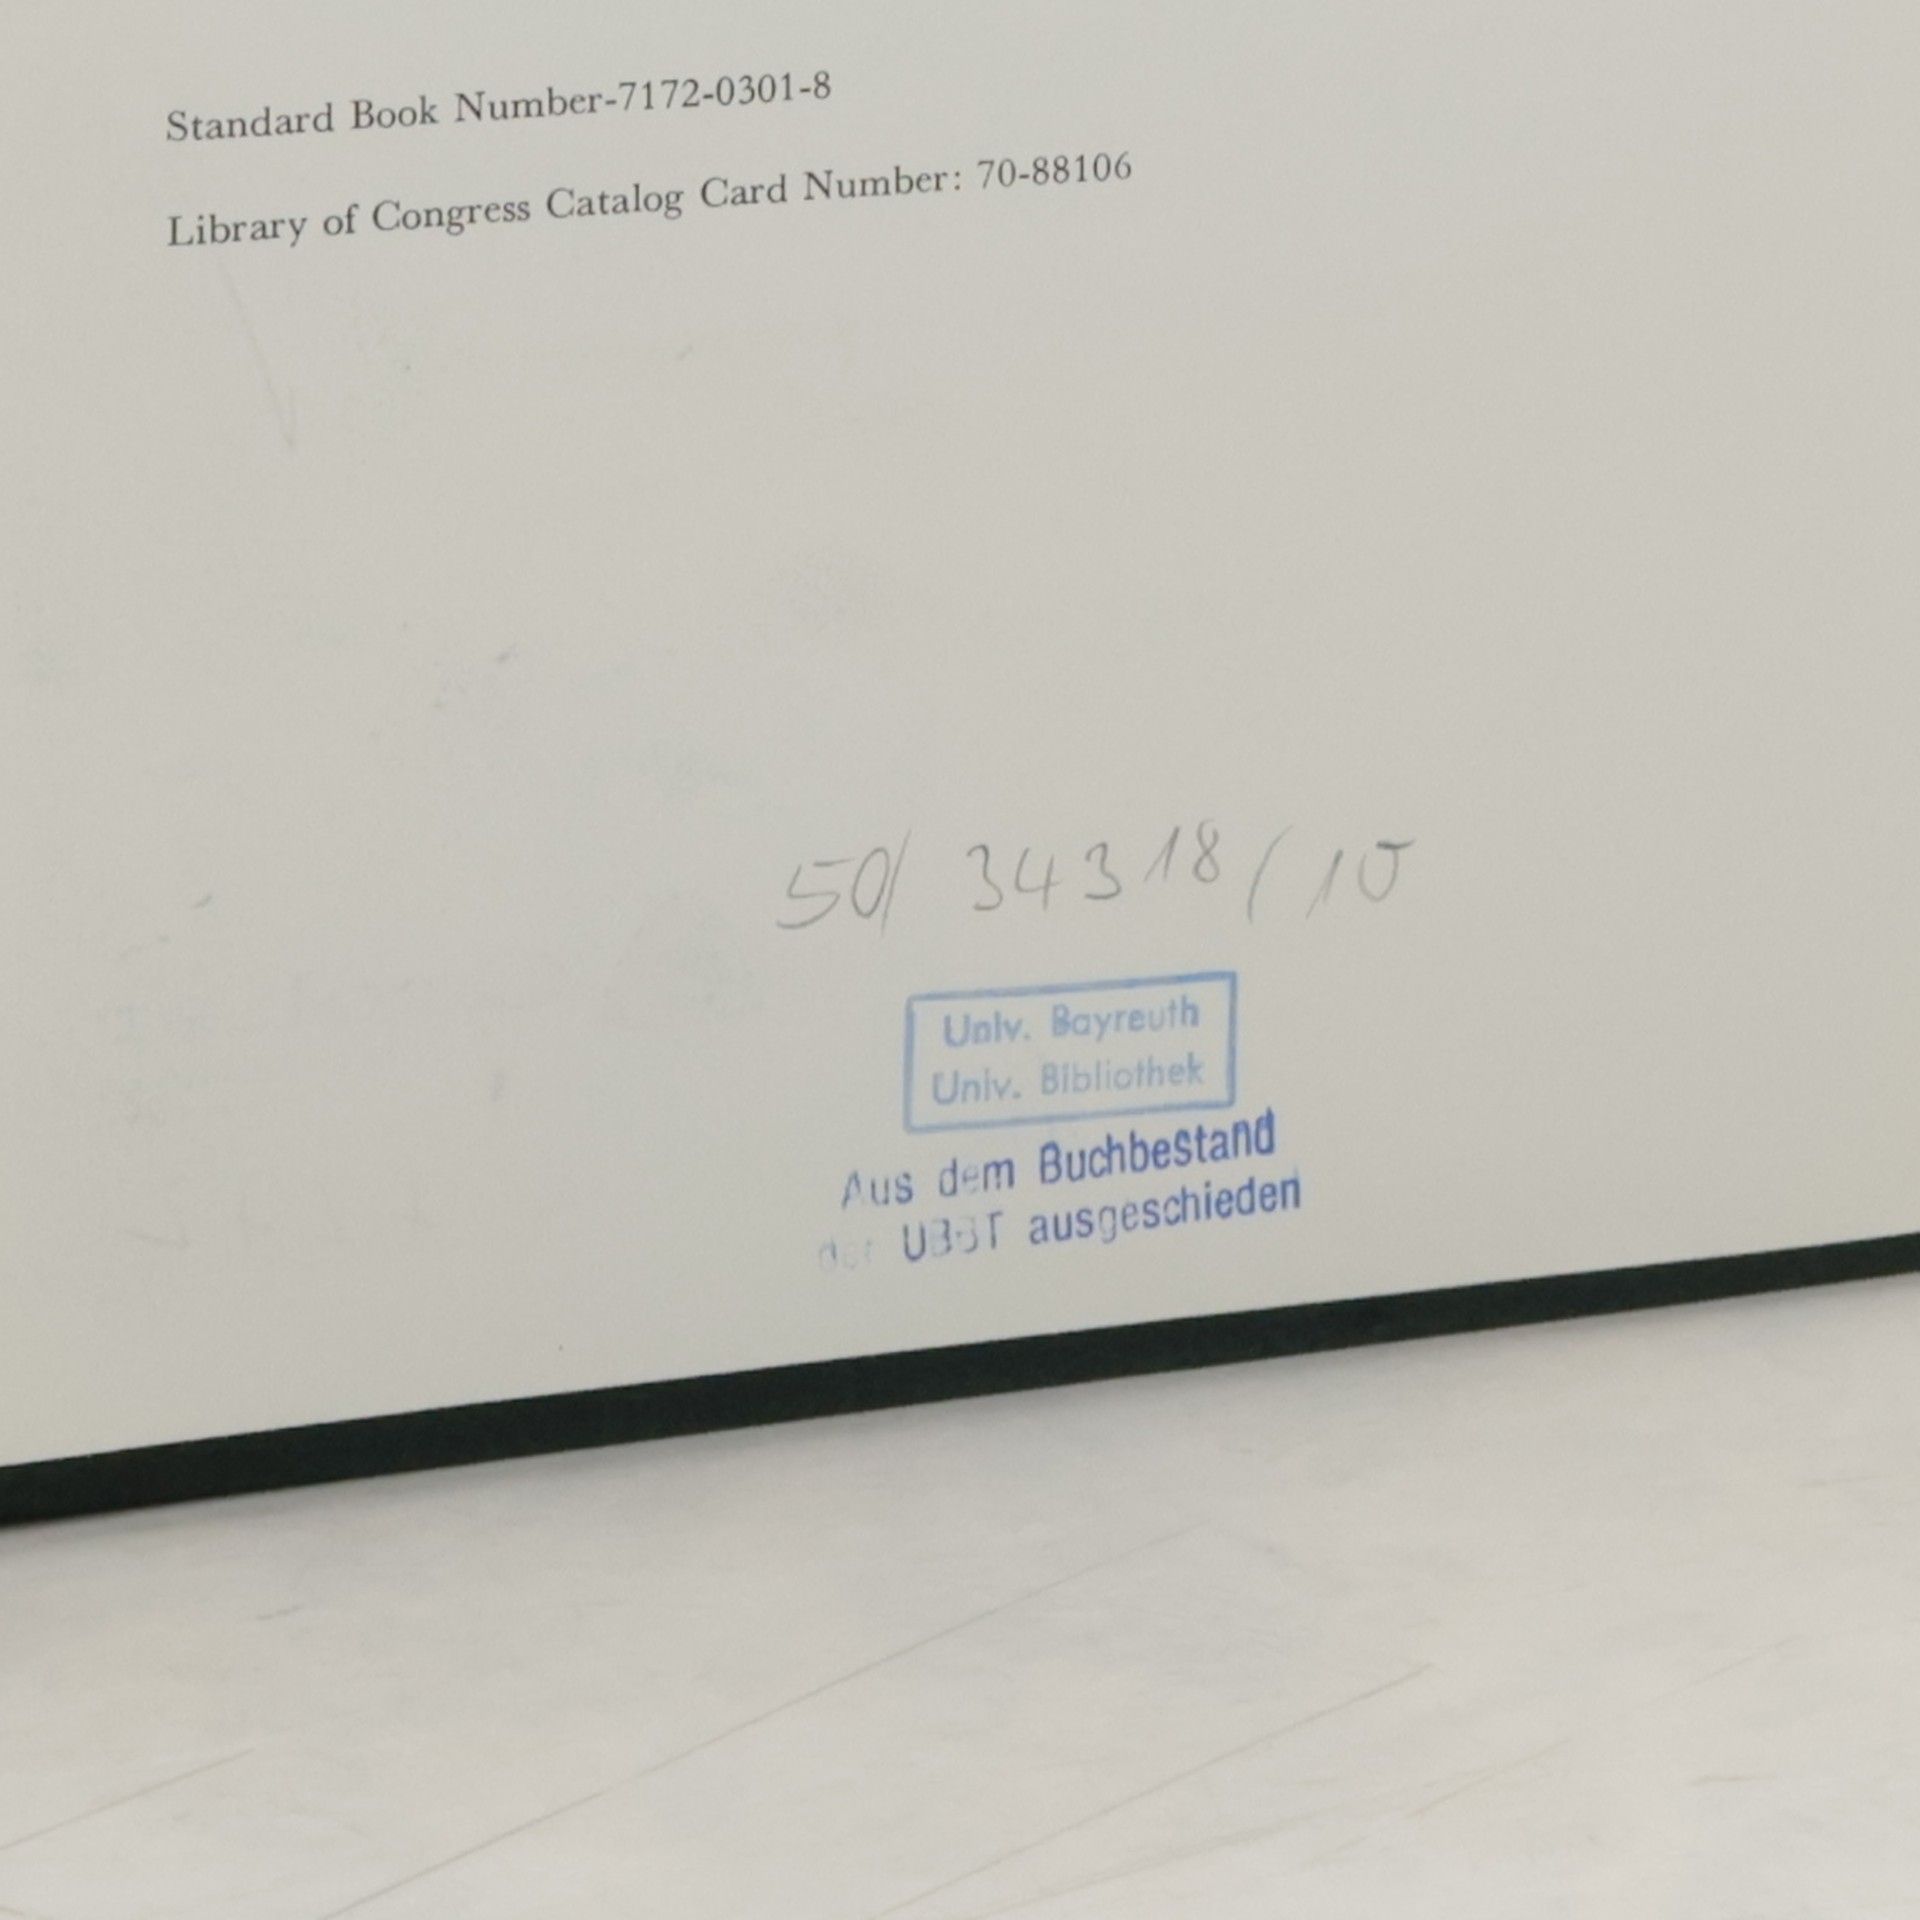 Standard Book Number-7172-0301-8
Library of Congress Catalog Card Number: 70-88106
50/ 34318/10
Univ. Bayreuth
Univ. Bibliothek
Aus dem Buchbestand
der UBBT ausgeschieden